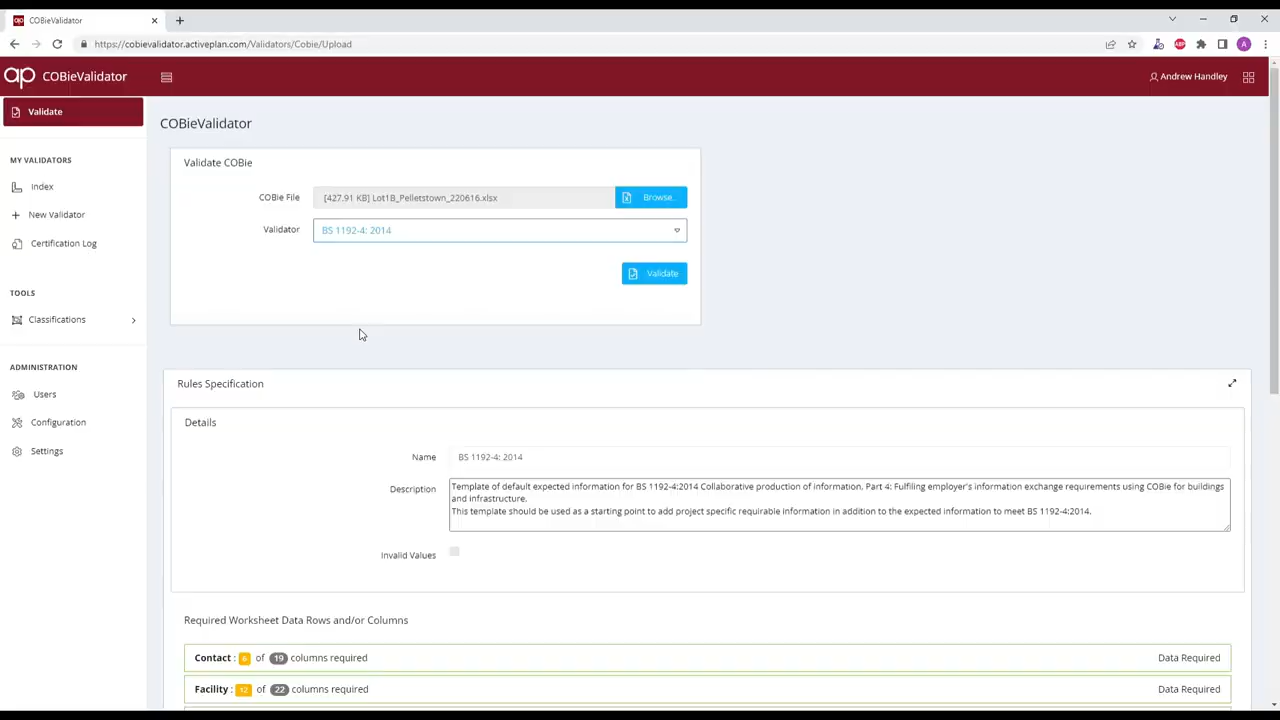 COBieValidator
https://cobievalidator.activeplan.com/Validators/Cobie/Upload
ABP
A
ap COBieValidator
Andrew Handley
Validate
MY VALIDATORS
Index
New Validator
Certification Log
TOOLS
Classifications
ADMINISTRATION
Users
Configuration
Settings
COBieValidator
Validate COBie
COBie File
[427.91 KB] Lot1B_Pelletstown_220616.xlsx
Browse..
Validator
BS 1192-4: 2014
Validate
Rules Specification
Details
Name
BS 1192-4: 2014
Description
Template of default expected information for BS 1192-4:2014 Collaborative production of information. Part 4: Fulfiling employer's information exchange requirements using COBie for buildings
and infrastructure.
This template should be used as a starting point to add project specific requirable information in addition to the expected information to meet BS 1192-4:2014.
Invalid Values
Required Worksheet Data Rows and/or Columns
Contact : 6 of 19 columns required Data Required
Facility : 12 of 22 columns required Data Required